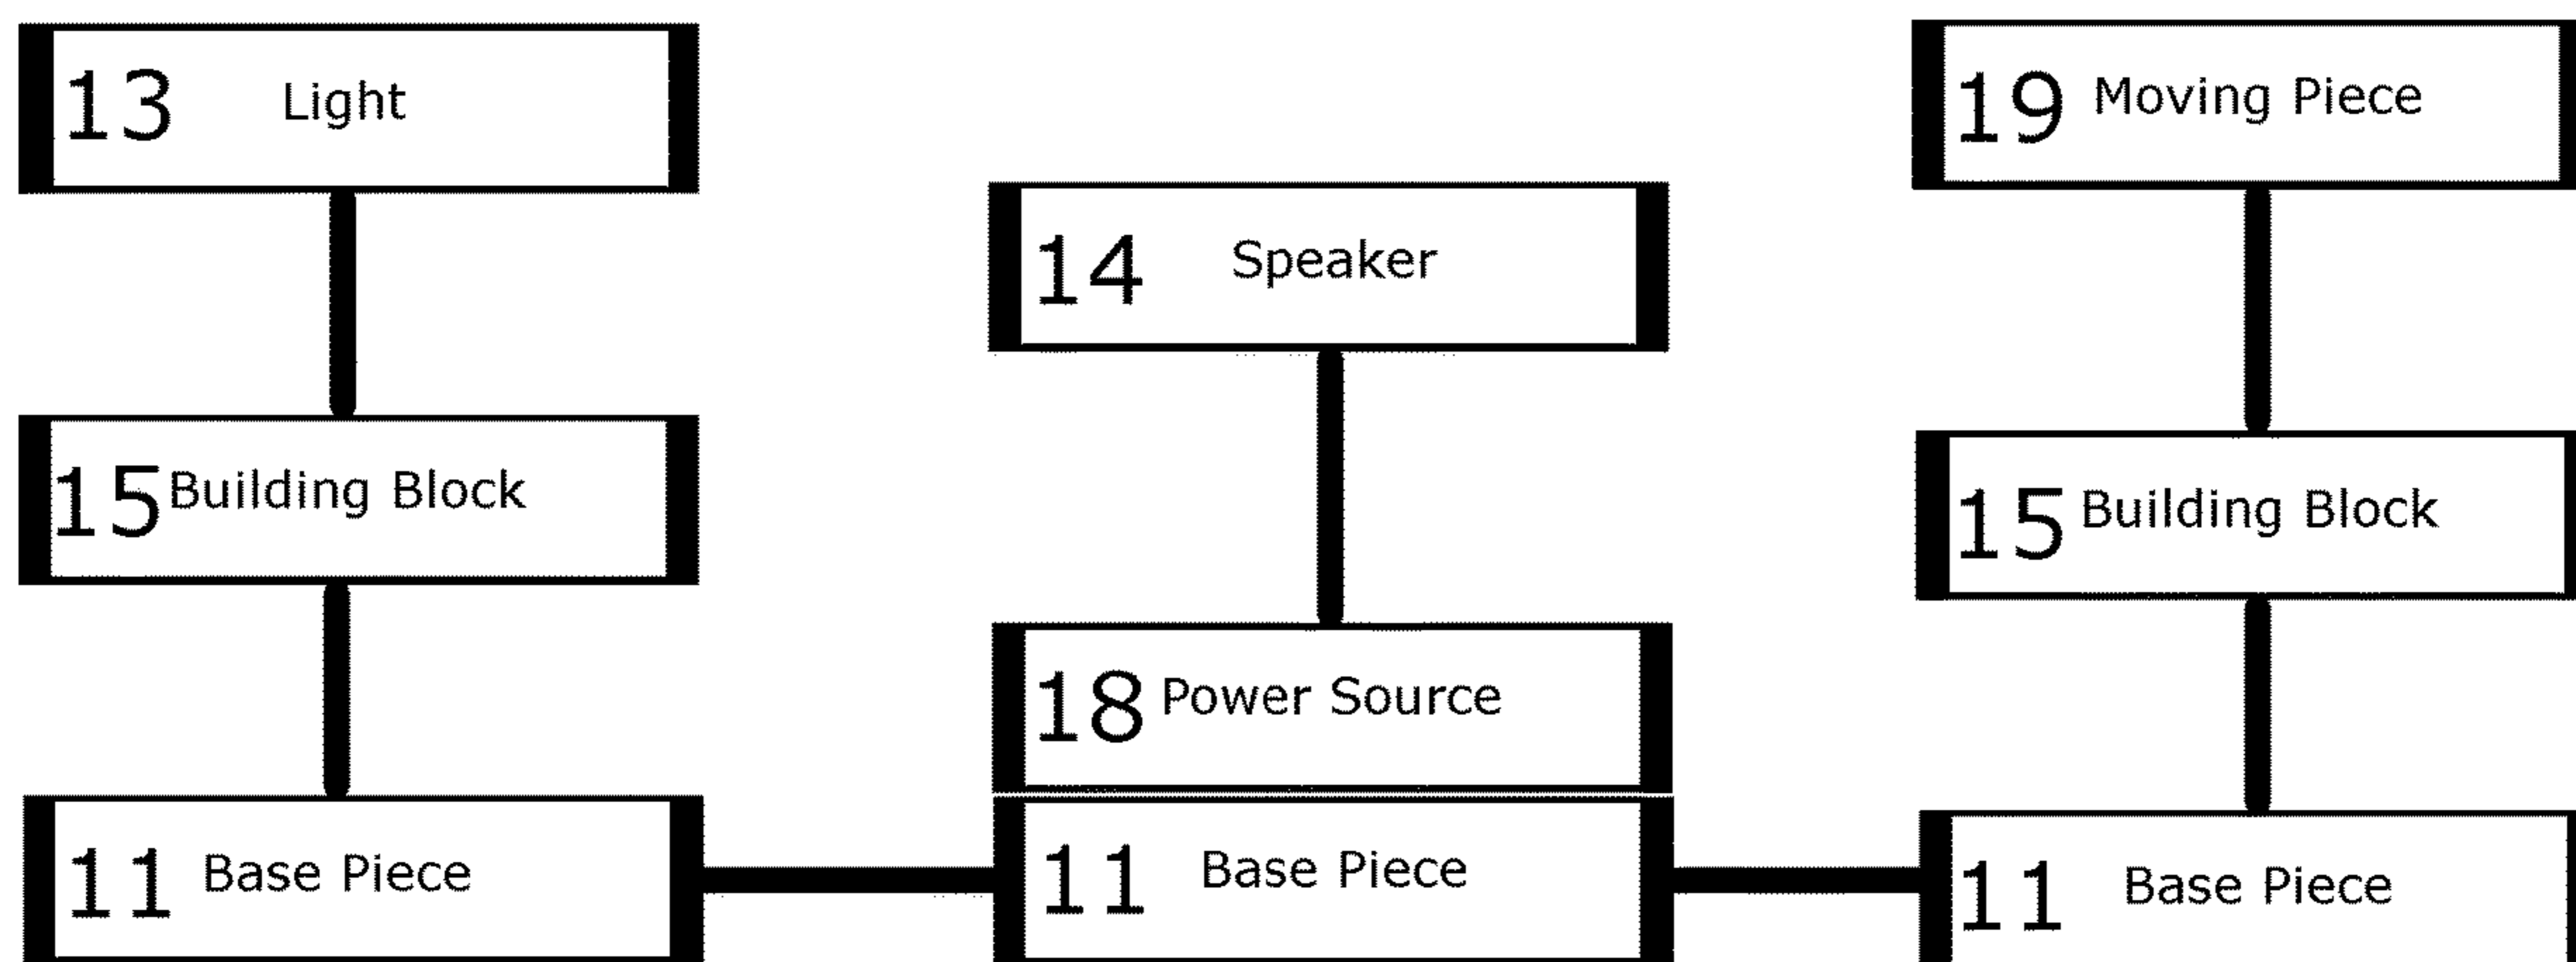 13 Light
19 Moving Piece
14 Speaker
15 Building Block
15 Building Block
18 Power Source
11 Base Piece
11 Base Piece
11 Base Piece